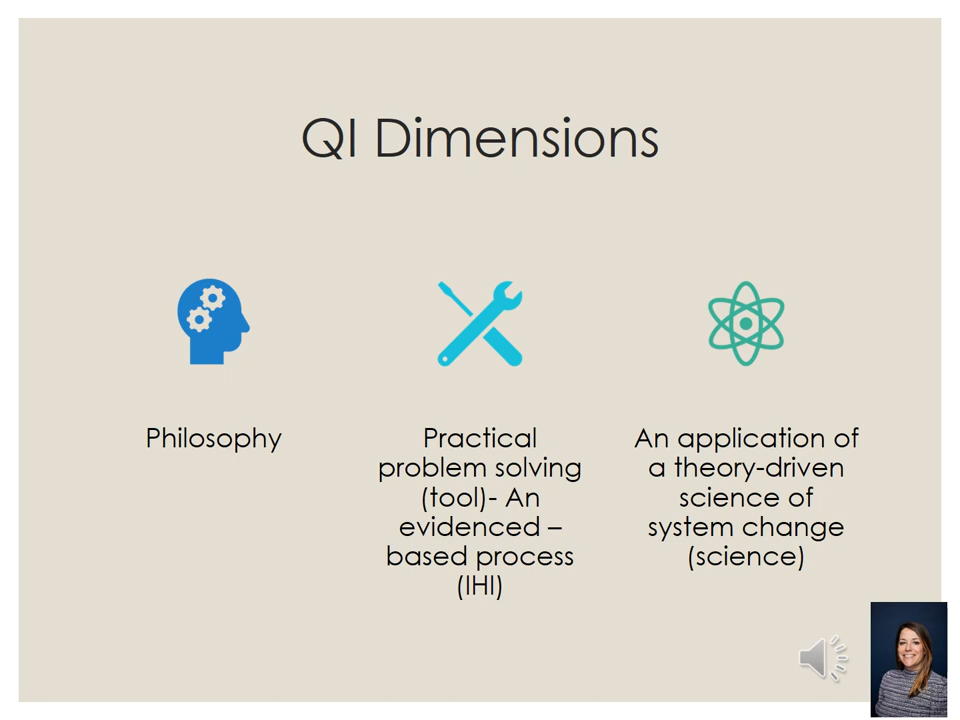 QI Dimensions
Philosophy
Practical
problem solving
(tool)- An
evidenced –
based process
(IHI)
An application of
a theory-driven
science of
system change
(science)